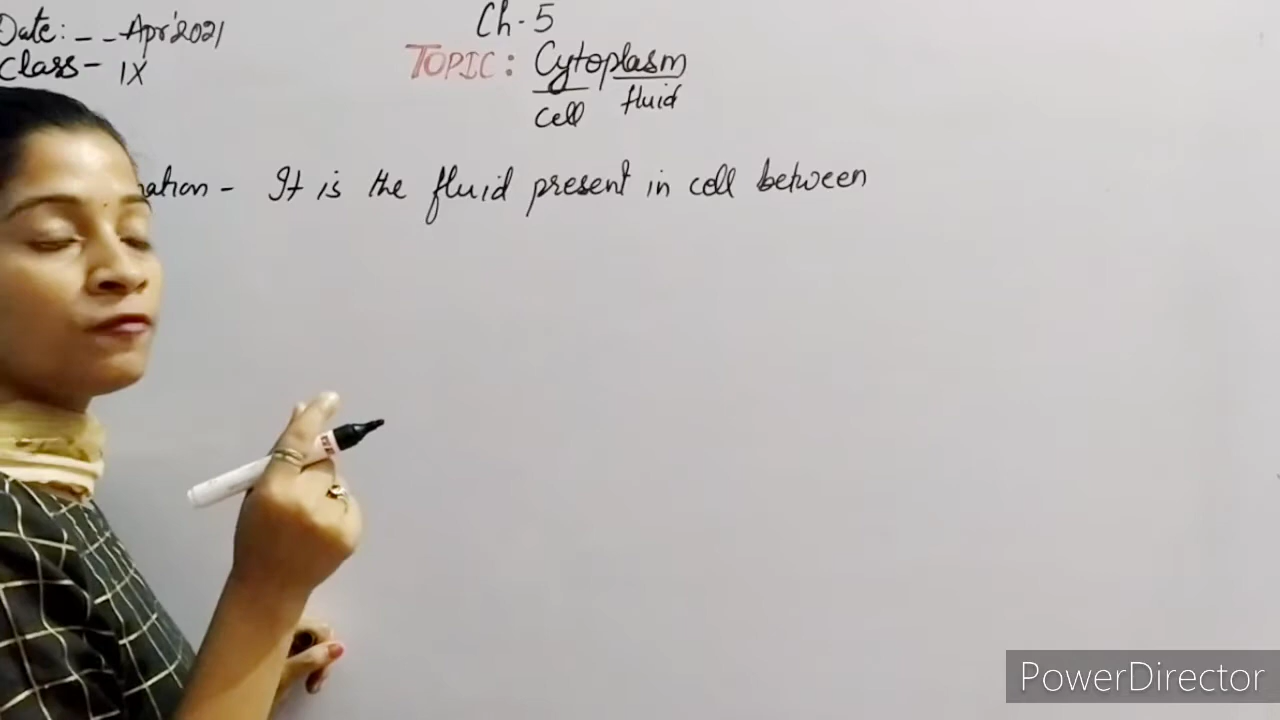 Date: - - Apr'2021
Class - IX
Ch - 5
TOPIC: Cytoplasm
cell fluid
- It is the fluid present in cell between
PowerDirector